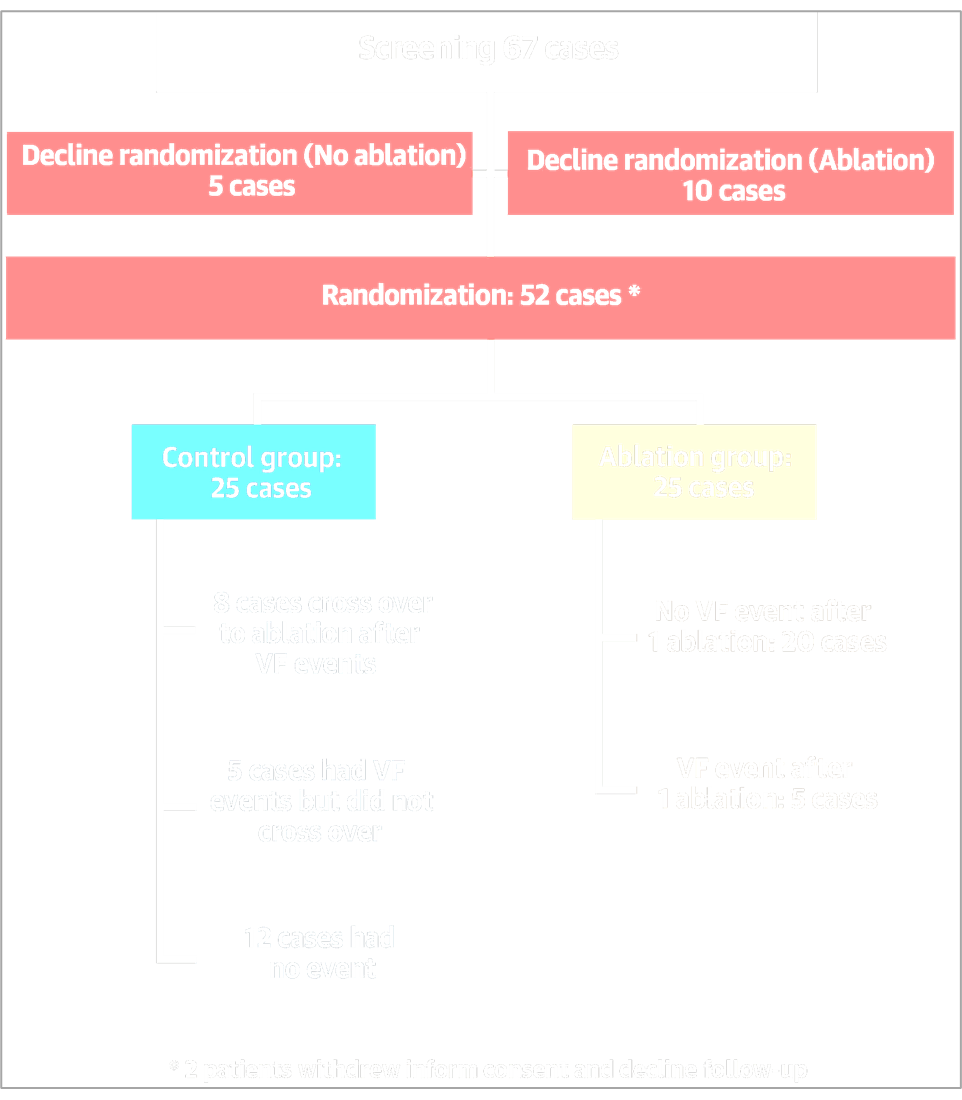 Screening 67 cases
Decline randomization (No ablation)
5 cases
Decline randomization (Ablation)
10 cases
Randomization: 52 cases *
Control group:
25 cases
Ablation group:
25 cases
8 cases cross over
to ablation after
VF events
No VF event after
1 ablation: 20 cases
5 cases had VF
events but did not
cross over
VF event after
1 ablation: 5 cases
12 cases had
no event
* 2 patients withdrew inform consent and decline follow-up